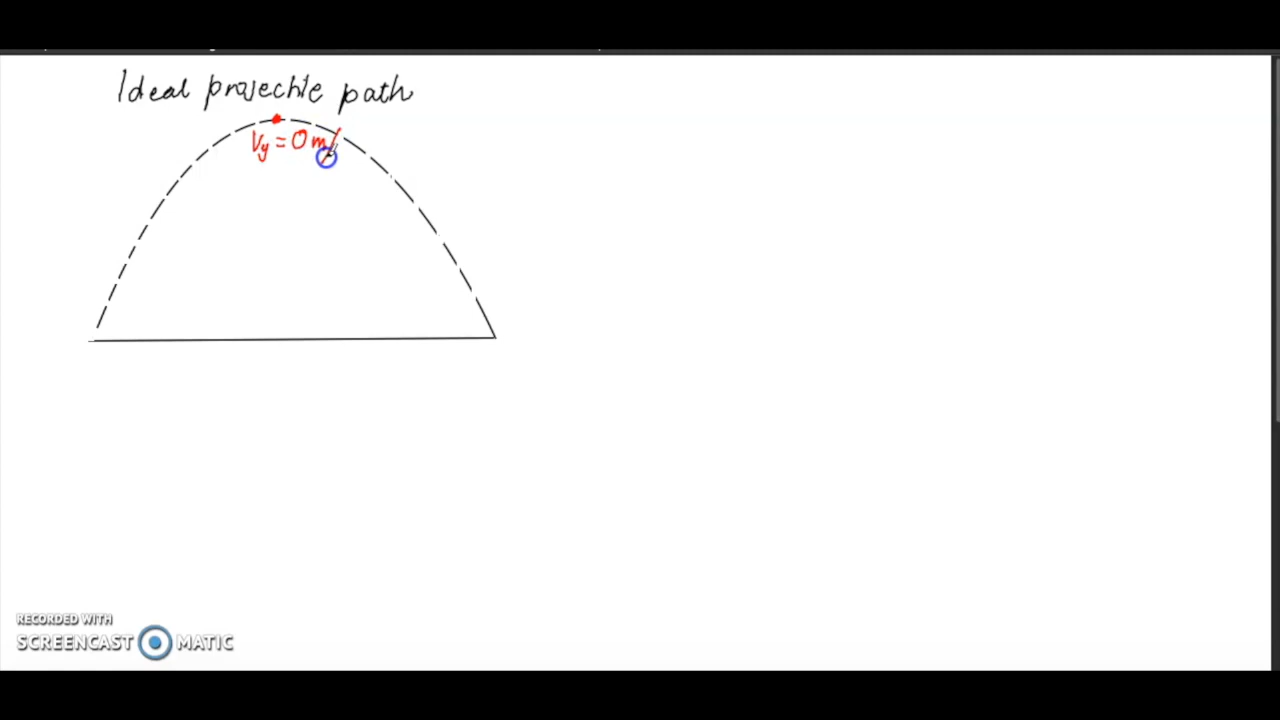 Ideal projectile path
Vy = 0 m/
RECORDED WITH
SCREENCAST MATIC